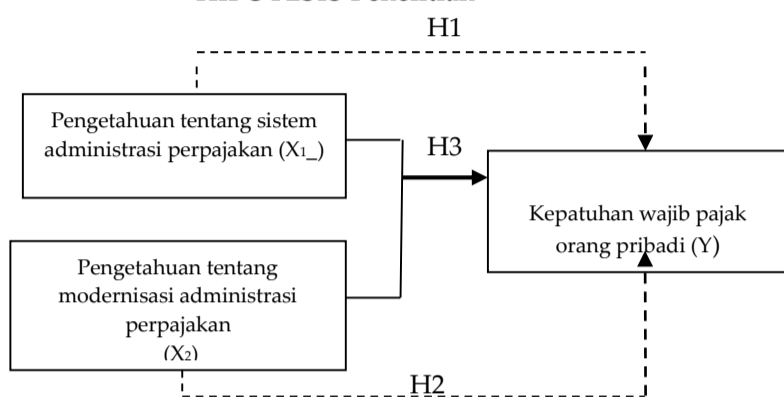 H1
Pengetahuan tentang sistem
administrasi perpajakan (X1_)
H3
Kepatuhan wajib pajak
orang pribadi (Y)
Pengetahuan tentang
modernisasi administrasi
perpajakan
(X2)
H2